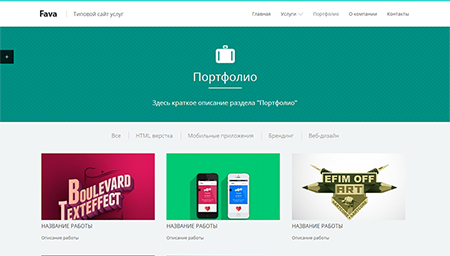 Fava Типовой сайт услуг Главная Услуги Портфолио О компании Контакты
Портфолио
Здесь краткое описание раздела "Портфолио"
Все HTML верстка Мобильные приложения Брендинг Веб-дизайн
BOULEVARD
TEXTEFFECT
EFIM OFF
ART
НАЗВАНИЕ РАБОТЫ НАЗВАНИЕ РАБОТЫ НАЗВАНИЕ РАБОТЫ
Описание работы Описание работы Описание работы